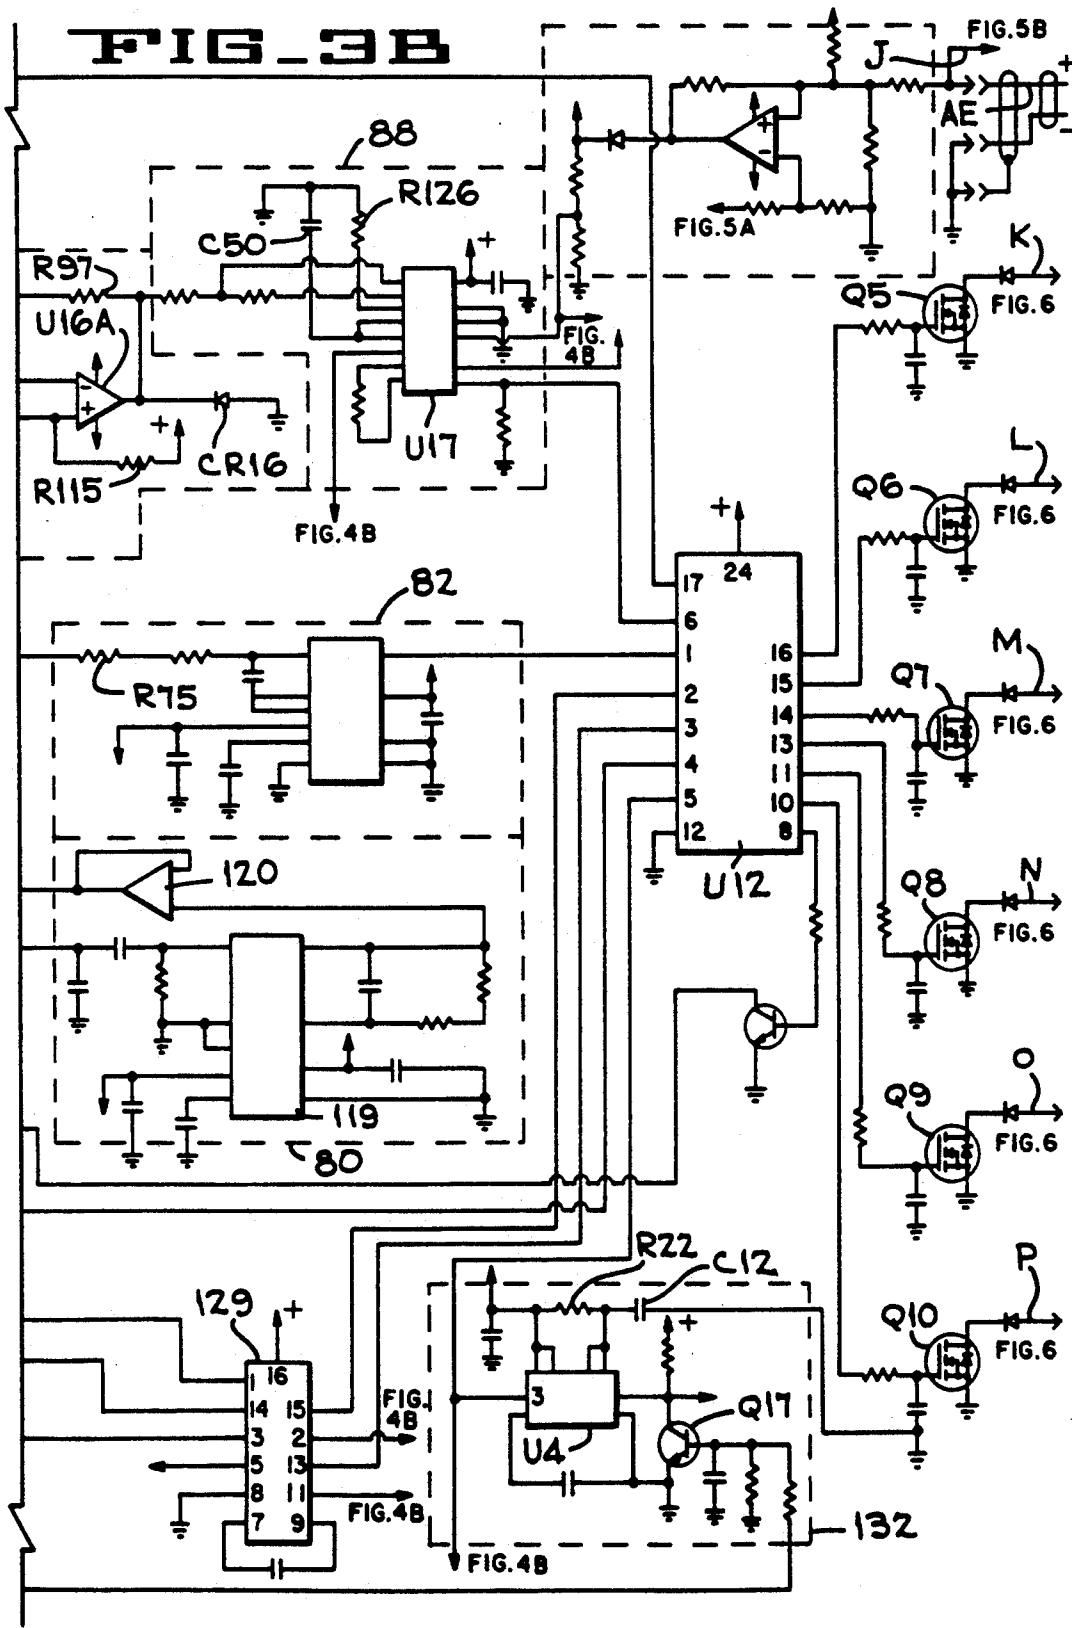 FIG_3B
FIG.5B
J
+
AE
−
88
R126
+
−
FIG.5A
C50
+
K
R97
Q5
FIG.6
U16A
FIG.
4B
−
+
+
L
U17
CR16
Q6
R115
FIG.4B
+
FIG.6
24
82
17
6
M
1
16
Q7
R75
2
15
FIG.6
3
14
4
13
5
11
10
12
8
120
U12
Q8
N
FIG.6
119
O
Q9
80
FIG.6
R22
C12
P
129
+
+
Q10
16
FIG.6
1
FIG.
4B
3
Q17
14
15
3
2
U4
5
13
8
11
FIG.4B
7
9
132
FIG.4B